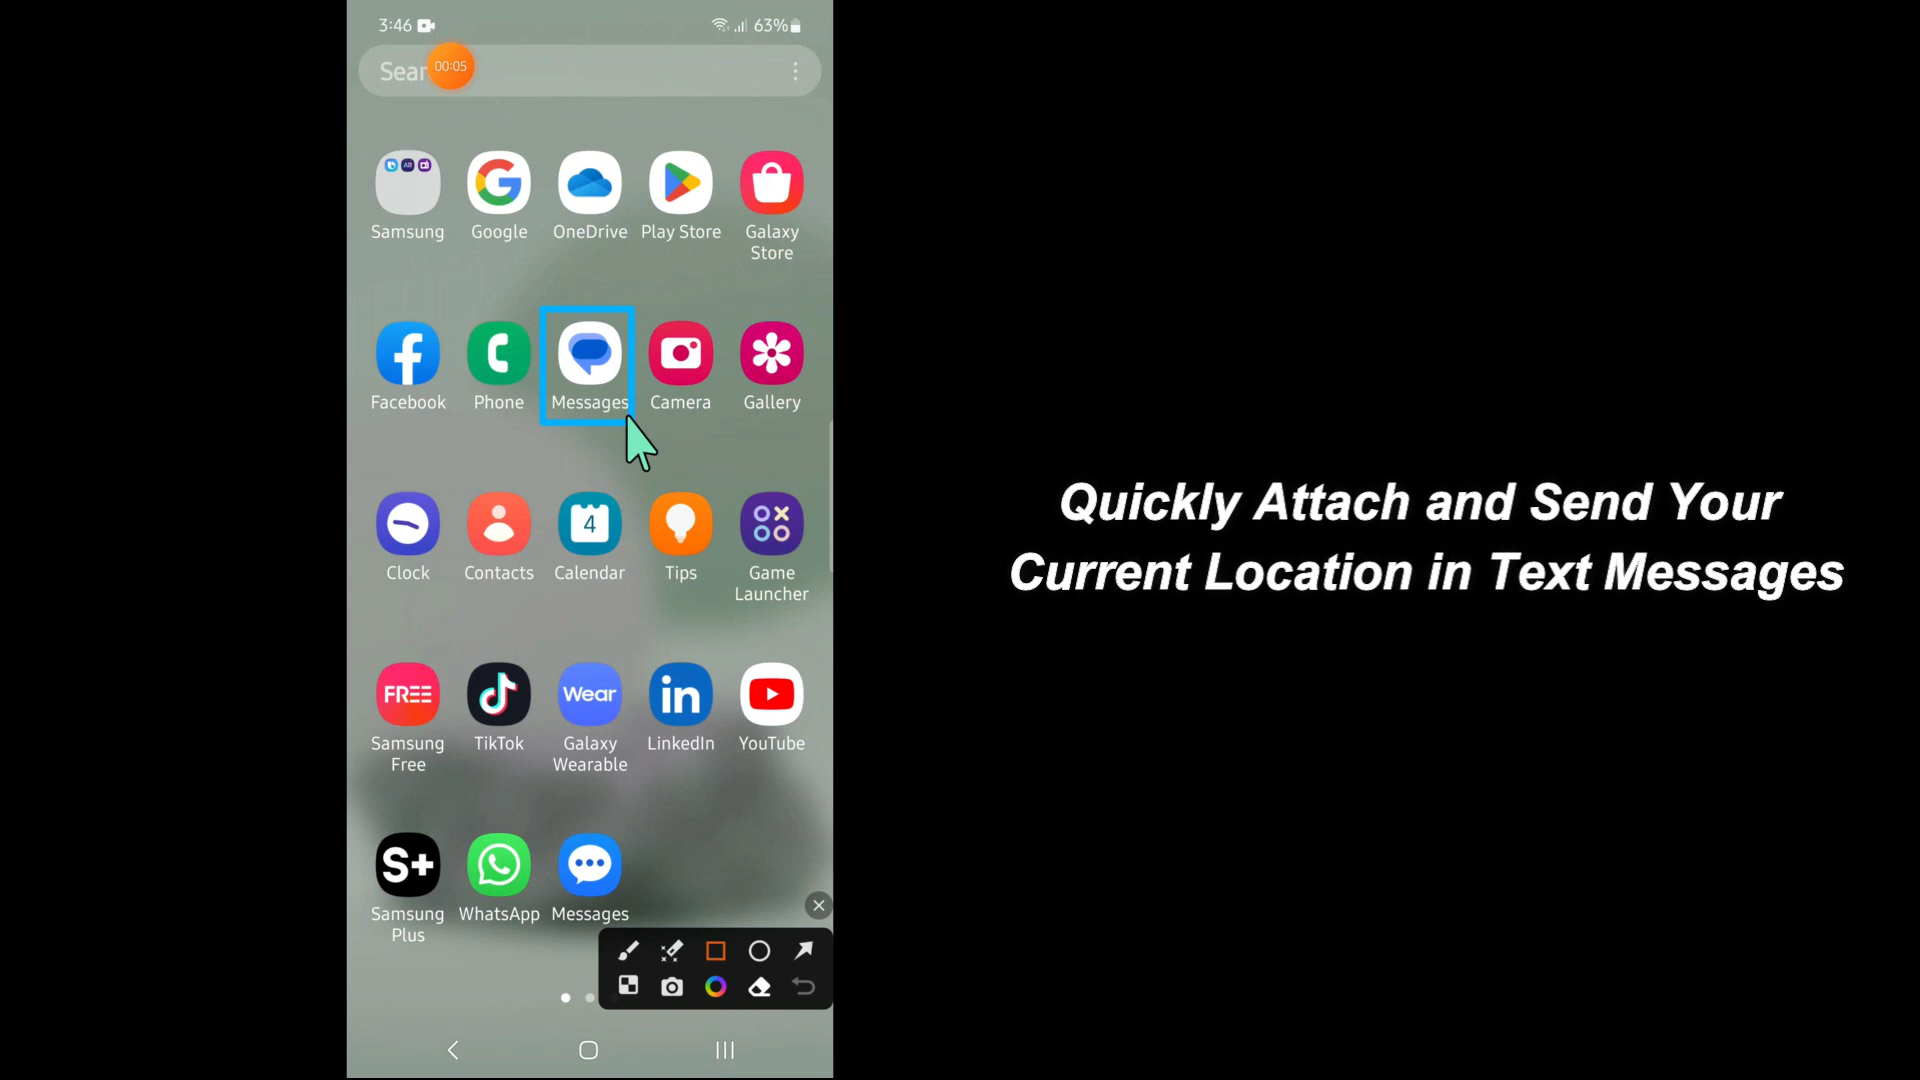 3:46
63%
Sear
00:05
AR
Samsung
Google
OneDrive
Play Store
Galaxy
Store
Facebook
Phone
Messages
Camera
Gallery
4
Clock
Contacts
Calendar
Tips
Game
Launcher
FREE
Wear
in
Samsung
Free
TikTok
Galaxy
Wearable
LinkedIn
YouTube
S+
Samsung
Plus
WhatsApp
Messages
Quickly Attach and Send Your
Current Location in Text Messages